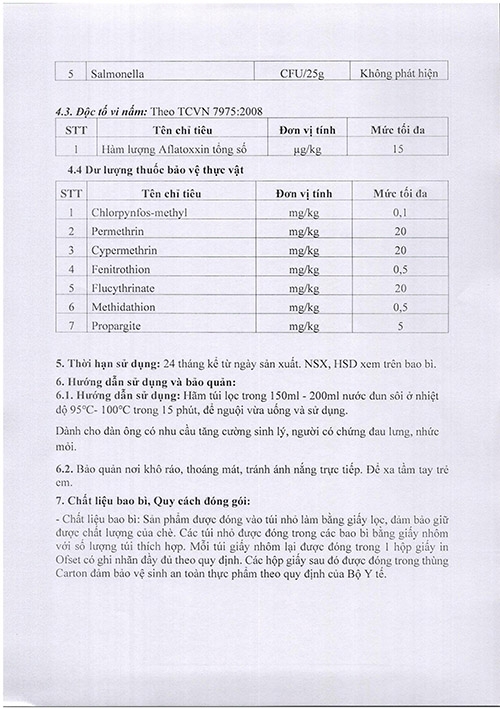 5 Salmonella CFU/25g Không phát hiện
4.3. Độc tố vi nấm: Theo TCVN 7975:2008
STT Tên chỉ tiêu Đơn vị tính Mức tối đa
1 Hàm lượng Aflatoxxin tổng số µg/kg 15
4.4 Dư lượng thuốc bảo vệ thực vật
STT Tên chỉ tiêu Đơn vị tính Mức tối đa
1 Chlorpynfos-methyl mg/kg 0,1
2 Permethrin mg/kg 20
3 Cypermethrin mg/kg 20
4 Fenitrothion mg/kg 0,5
5 Flucythrinate mg/kg 20
6 Methidathion mg/kg 0,5
7 Propargite mg/kg 5
5. Thời hạn sử dụng: 24 tháng kể từ ngày sản xuất. NSX, HSD xem trên bao bì.
6. Hướng dẫn sử dụng và bảo quản:
6.1. Hướng dẫn sử dụng: Hãm túi lọc trong 150ml - 200ml nước đun sôi ở nhiệt
độ 95°C- 100°C trong 15 phút, để nguội vừa uống và sử dụng.
Dành cho đàn ông có nhu cầu tăng cường sinh lý, người có chứng đau lưng, nhức
mỏi.
6.2. Bảo quản nơi khô ráo, thoáng mát, tránh ánh nắng trực tiếp. Để xa tầm tay trẻ
em.
7. Chất liệu bao bì, Quy cách đóng gói:
- Chất liệu bao bì: Sản phẩm được đóng vào túi nhỏ làm bằng giấy lọc, đảm bảo giữ
được chất lượng của chè. Các túi nhỏ được đóng trong các bao bì bằng giấy nhôm
với số lượng túi thích hợp. Mỗi túi giấy nhôm lại được đóng trong 1 hộp giấy in
Ofset có ghi nhãn đầy đủ theo quy định. Các hộp giấy sau đó được đóng trong thùng
Carton đảm bảo vệ sinh an toàn thực phẩm theo quy định của Bộ Y tế.